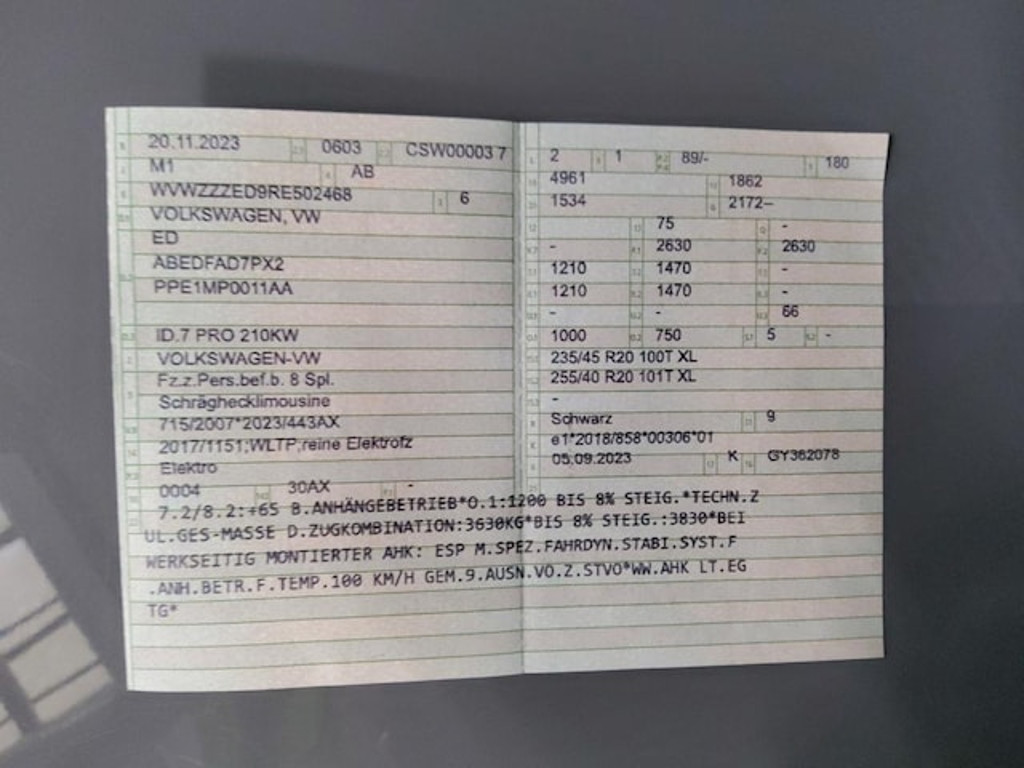 20.11.2023 0603 CSW00003 7
M1 AB
WVWZZZED9RE502468 6
VOLKSWAGEN, VW
ED
ABEDFAD7PX2
PPE1MP0011AA
ID.7 PRO 210KW
VOLKSWAGEN-VW
Fz.z.Pers.bef.b. 8 Spl.
Schräghecklimousine
715/2007*2023/443AX
2017/1151;WLTP;reine Elektrofz
Elektro
0004 30AX -
2 1 89/- 180
4961 1862
1534 2172–
75 -
- 2630 2630
1210 1470 -
1210 1470 -
- - 66
1000 750 5 -
235/45 R20 100T XL
255/40 R20 101T XL
-
Schwarz 9
e1*2018/858*00306*01
05.09.2023 K GY362078
7.2/8.2:+65 B.ANHÄNGEBETRIEB*O.1:1200 BIS 8% STEIG.*TECHN.Z
UL.GES-MASSE D.ZUGKOMBINATION:3630KG*BIS 8% STEIG.:3830*BEI
WERKSEITIG MONTIERTER AHK: ESP M.SPEZ.FAHRDYN.STABI.SYST.F
.ANH.BETR.F.TEMP.100 KM/H GEM.9.AUSN.VO.Z.STVO*WW.AHK LT.EG
TG*